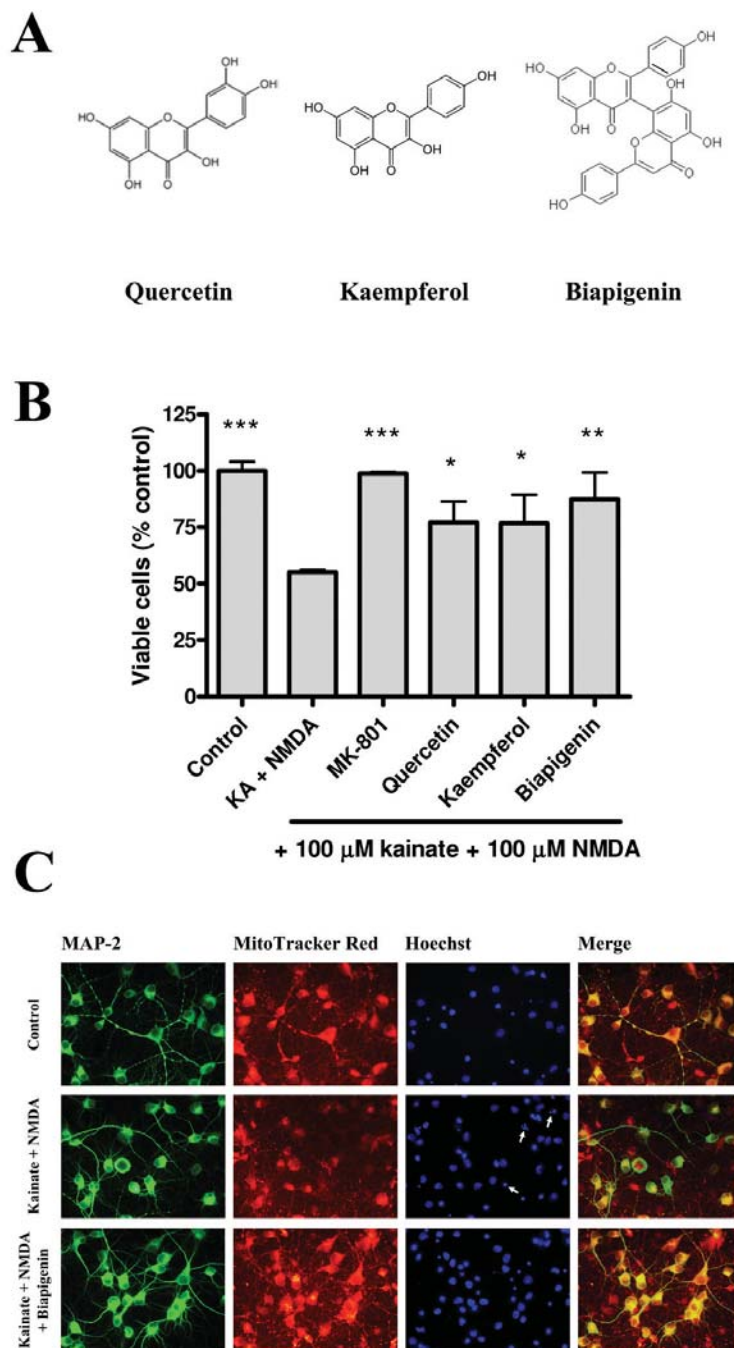 A
OH
OH
HO
O
OH
OH
O
OH
HO
O
OH
OH
O
OH
HO
O
OH
O
HO
OH
O
OH
O
HO
Quercetin
Kaempferol
Biapigenin
B
Viable cells (% control)
125
100
75
50
25
0
***
***
*
*
**
Control
KA + NMDA
MK-801
Quercetin
Kaempferol
Biapigenin
+ 100 µM kainate + 100 µM NMDA
C
MAP-2
MitoTracker Red
Hoechst
Merge
Control
Kainate + NMDA
Kainate + NMDA
+ Biapigenin